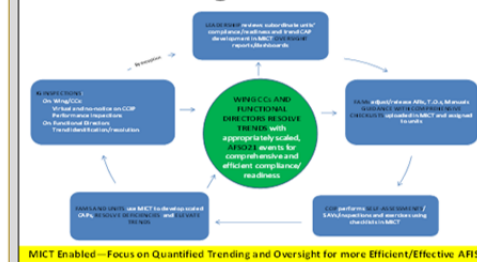 LEADERSHIP reviews subordinate units'
compliance/readiness and trend CAP
development in MICT OVERSIGHT
reports/dashboards
By exception
IG INSPECTIONS:
On Wing/CCs:
Virtual and no-notice on CCIP
Performance inspections
On Functional Directors:
Trend identification/resolution
WING CCs AND
FUNCTIONAL
DIRECTORS RESOLVE
TRENDS with
appropriately scaled,
AFSO21 events for
comprehensive and
efficient compliance/
readiness
adjust/release AFIs, T.O.s, Manuals
GUIDANCE WITH COMPREHENSIVE
CHECKLISTS uploaded in MICT and assigned
to units
AND UNITS use MICT to develop scaled
CAPs, RESOLVE DEFICIENCIES and ELEVATE
TRENDS
performs SELF-ASSESSMENTS/
SAVs/Inspections and exercises using
checklists in MICT
MICT Enabled—Focus on Quantified Trending and Oversight for more Efficient/Effective AFIS